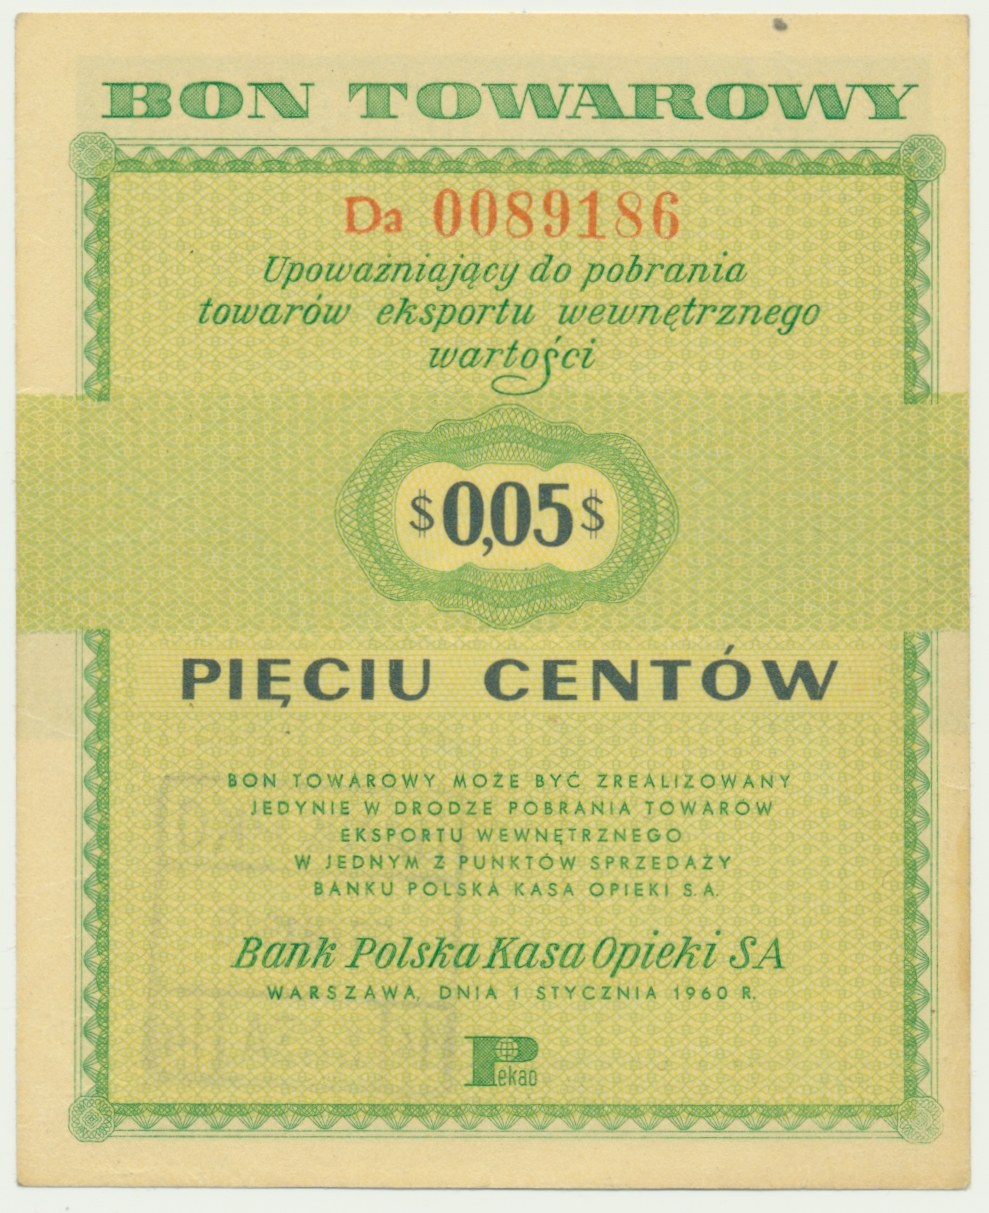 BON TOWAROWY
Da 0089186
Upoważniający do pobrania
towarów eksportu wewnętrznego
wartości
$ 0,05 $
PIĘCIU CENTÓW
BON TOWAROWY MOŻE BYĆ ZREALIZOWANY
JEDYNIE W DRODZE POBRANIA TOWARÓW
EKSPORTU WEWNĘTRZNEGO
W JEDNYM Z PUNKTÓW SPRZEDAŻY
BANKU POLSKA KASA OPIEKI S.A.
Bank Polska Kasa Opieki SA
WARSZAWA, DNIA 1 STYCZNIA 1960 R.
Pekao